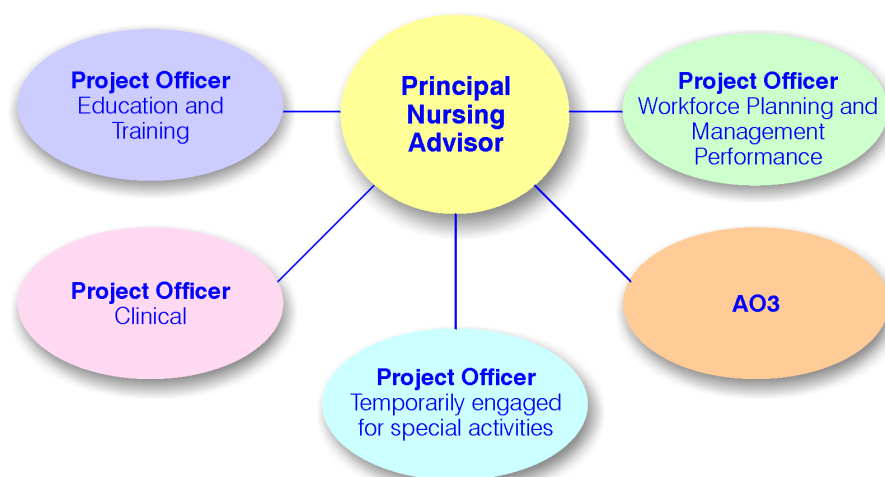 Project Officer
Education and
Training
Principal
Nursing
Advisor
Project Officer
Workforce Planning and
Management
Performance
Project Officer
Clinical
AO3
Project Officer
Temporarily engaged
for special activities